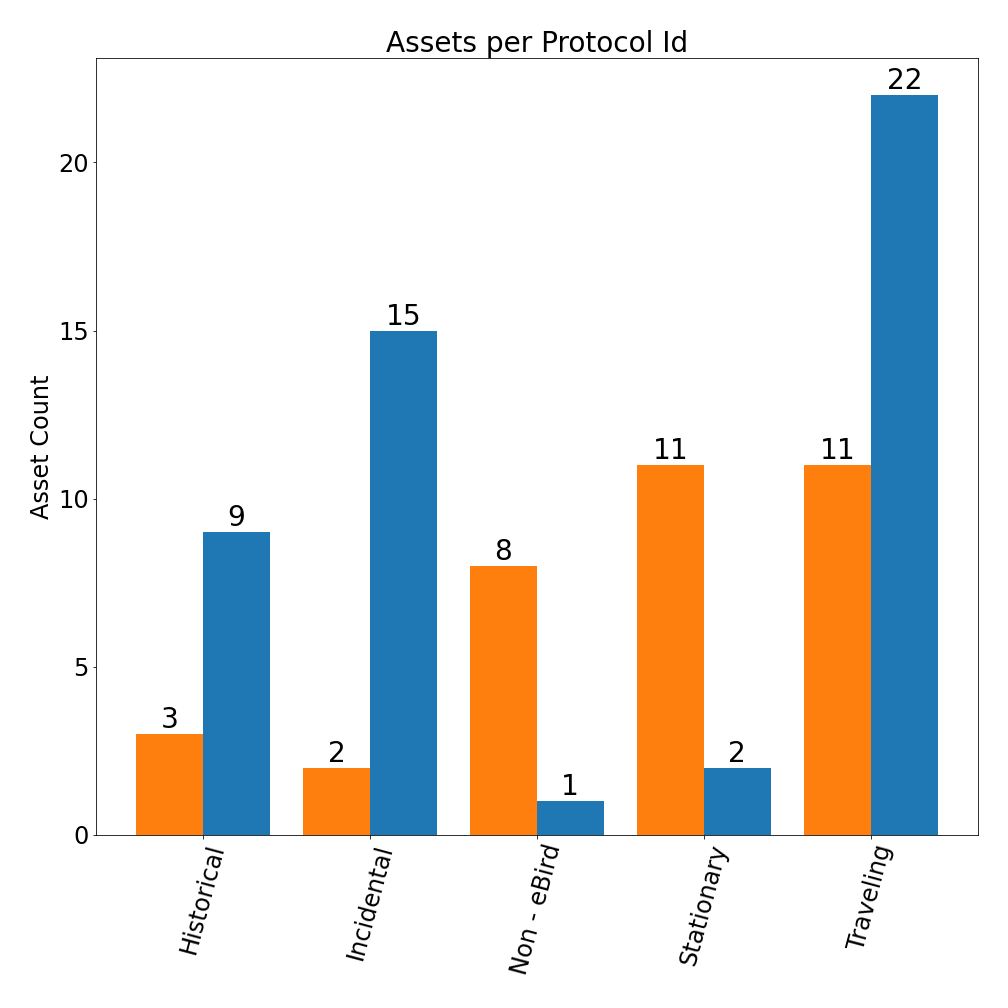 Assets per Protocol Id
Asset Count
20
15
10
5
0
3
9
2
15
8
1
11
2
11
22
Historical
Incidental
Non - eBird
Stationary
Traveling